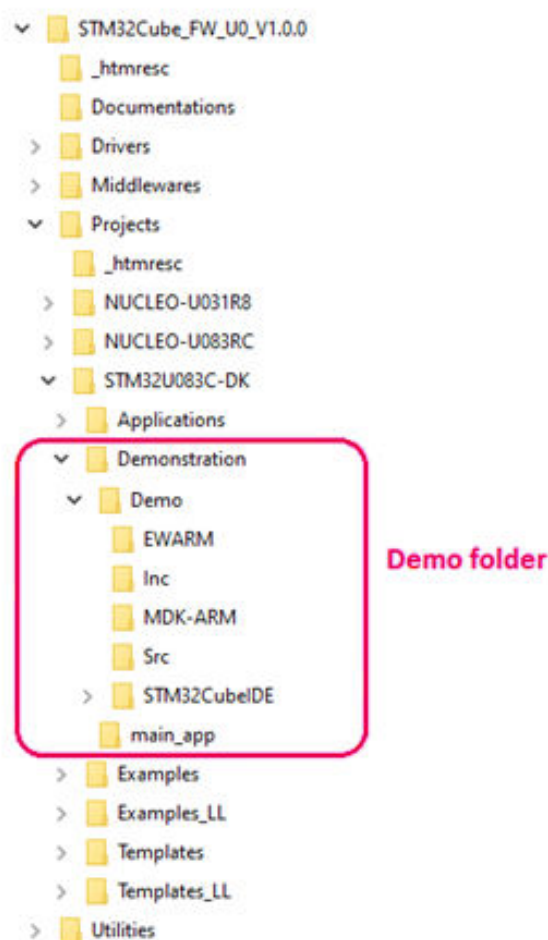 STM32Cube_FW_U0_V1.0.0
_htmresc
Documentations
Drivers
Middlewares
Projects
_htmresc
NUCLEO-U031R8
NUCLEO-U083RC
STM32U083C-DK
Applications
Demonstration
Demo
EWARM
Inc
Demo folder
MDK-ARM
Src
STM32CubeIDE
main_app
Examples
Examples_LL
Templates
Templates_LL
Utilities